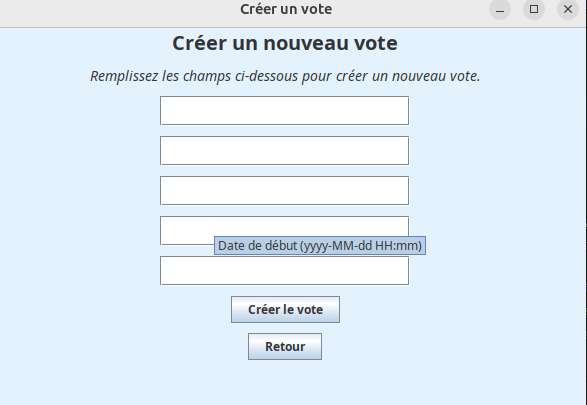 Créer un vote
Créer un nouveau vote
Remplissez les champs ci-dessous pour créer un nouveau vote.
Date de début (yyyy-MM-dd HH:mm)
Créer le vote
Retour